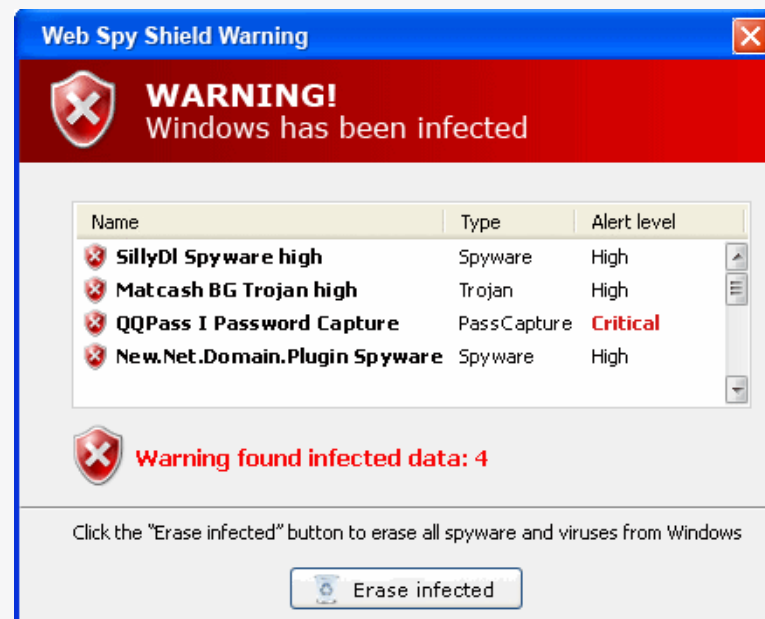 Web Spy Shield Warning
WARNING!
Windows has been infected
Name Type Alert level
SillyDl Spyware high Spyware High
Matcash BG Trojan high Trojan High
QQPass I Password Capture PassCapture Critical
New.Net.Domain.Plugin Spyware Spyware High
Warning found infected data: 4
Click the "Erase infected" button to erase all spyware and viruses from Windows
Erase infected